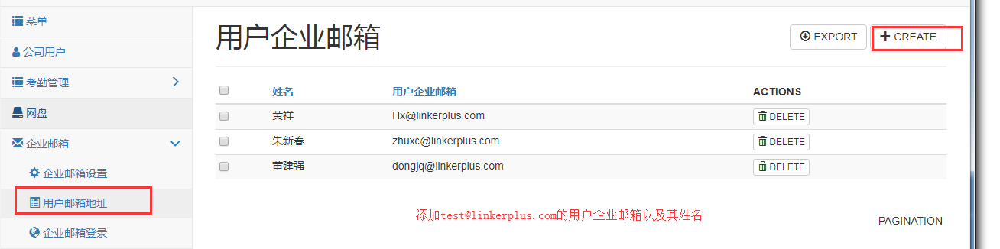 菜单
公司用户
考勤管理
网盘
企业邮箱
企业邮箱设置
用户邮箱地址
企业邮箱登录
用户企业邮箱
EXPORT
CREATE
姓名 用户企业邮箱 ACTIONS
黄祥 Hx@linkerplus.com DELETE
朱新春 zhuxc@linkerplus.com DELETE
董建强 dongjq@linkerplus.com DELETE
添加test@linkerplus.com的用户企业邮箱以及其姓名
PAGINATION